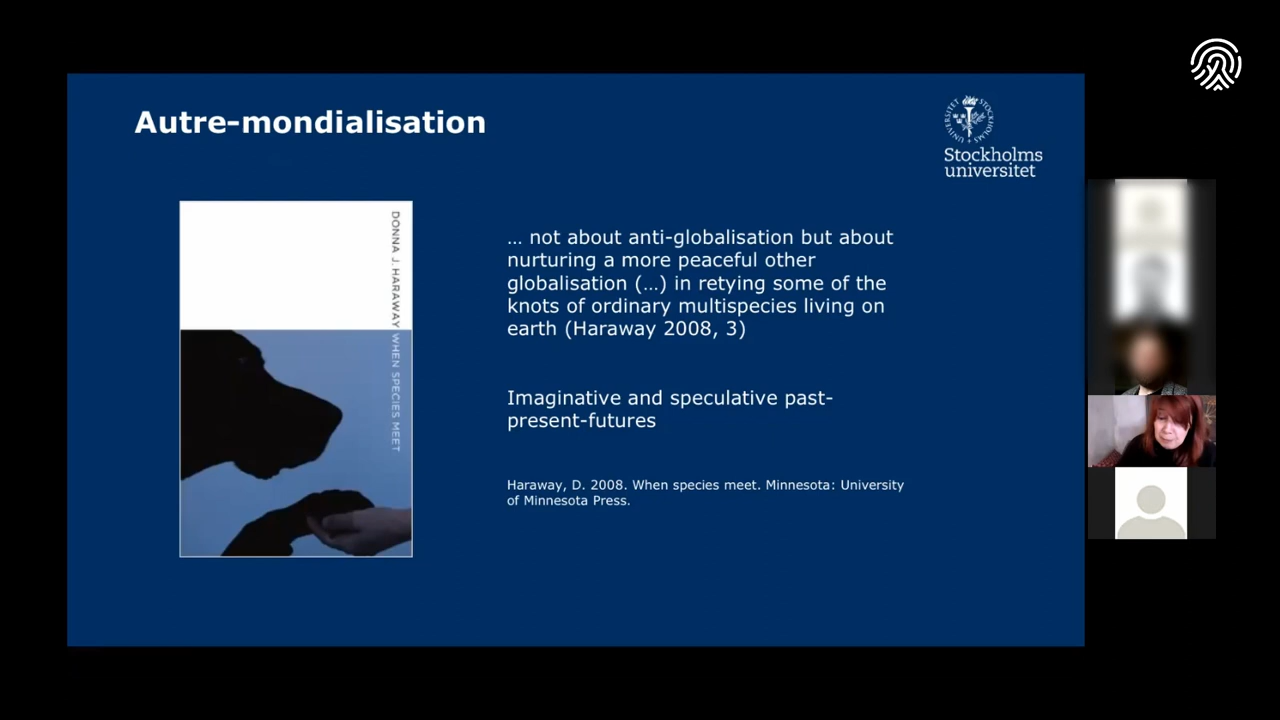 Autre-mondialisation
STOCKHOLMS UNIVERSITET
Stockholms
universitet
DONNA J. HARAWAY WHEN SPECIES MEET
… not about anti-globalisation but about
nurturing a more peaceful other
globalisation (…) in retying some of the
knots of ordinary multispecies living on
earth (Haraway 2008, 3)
Imaginative and speculative past-
present-futures
Haraway, D. 2008. When species meet. Minnesota: University
of Minnesota Press.